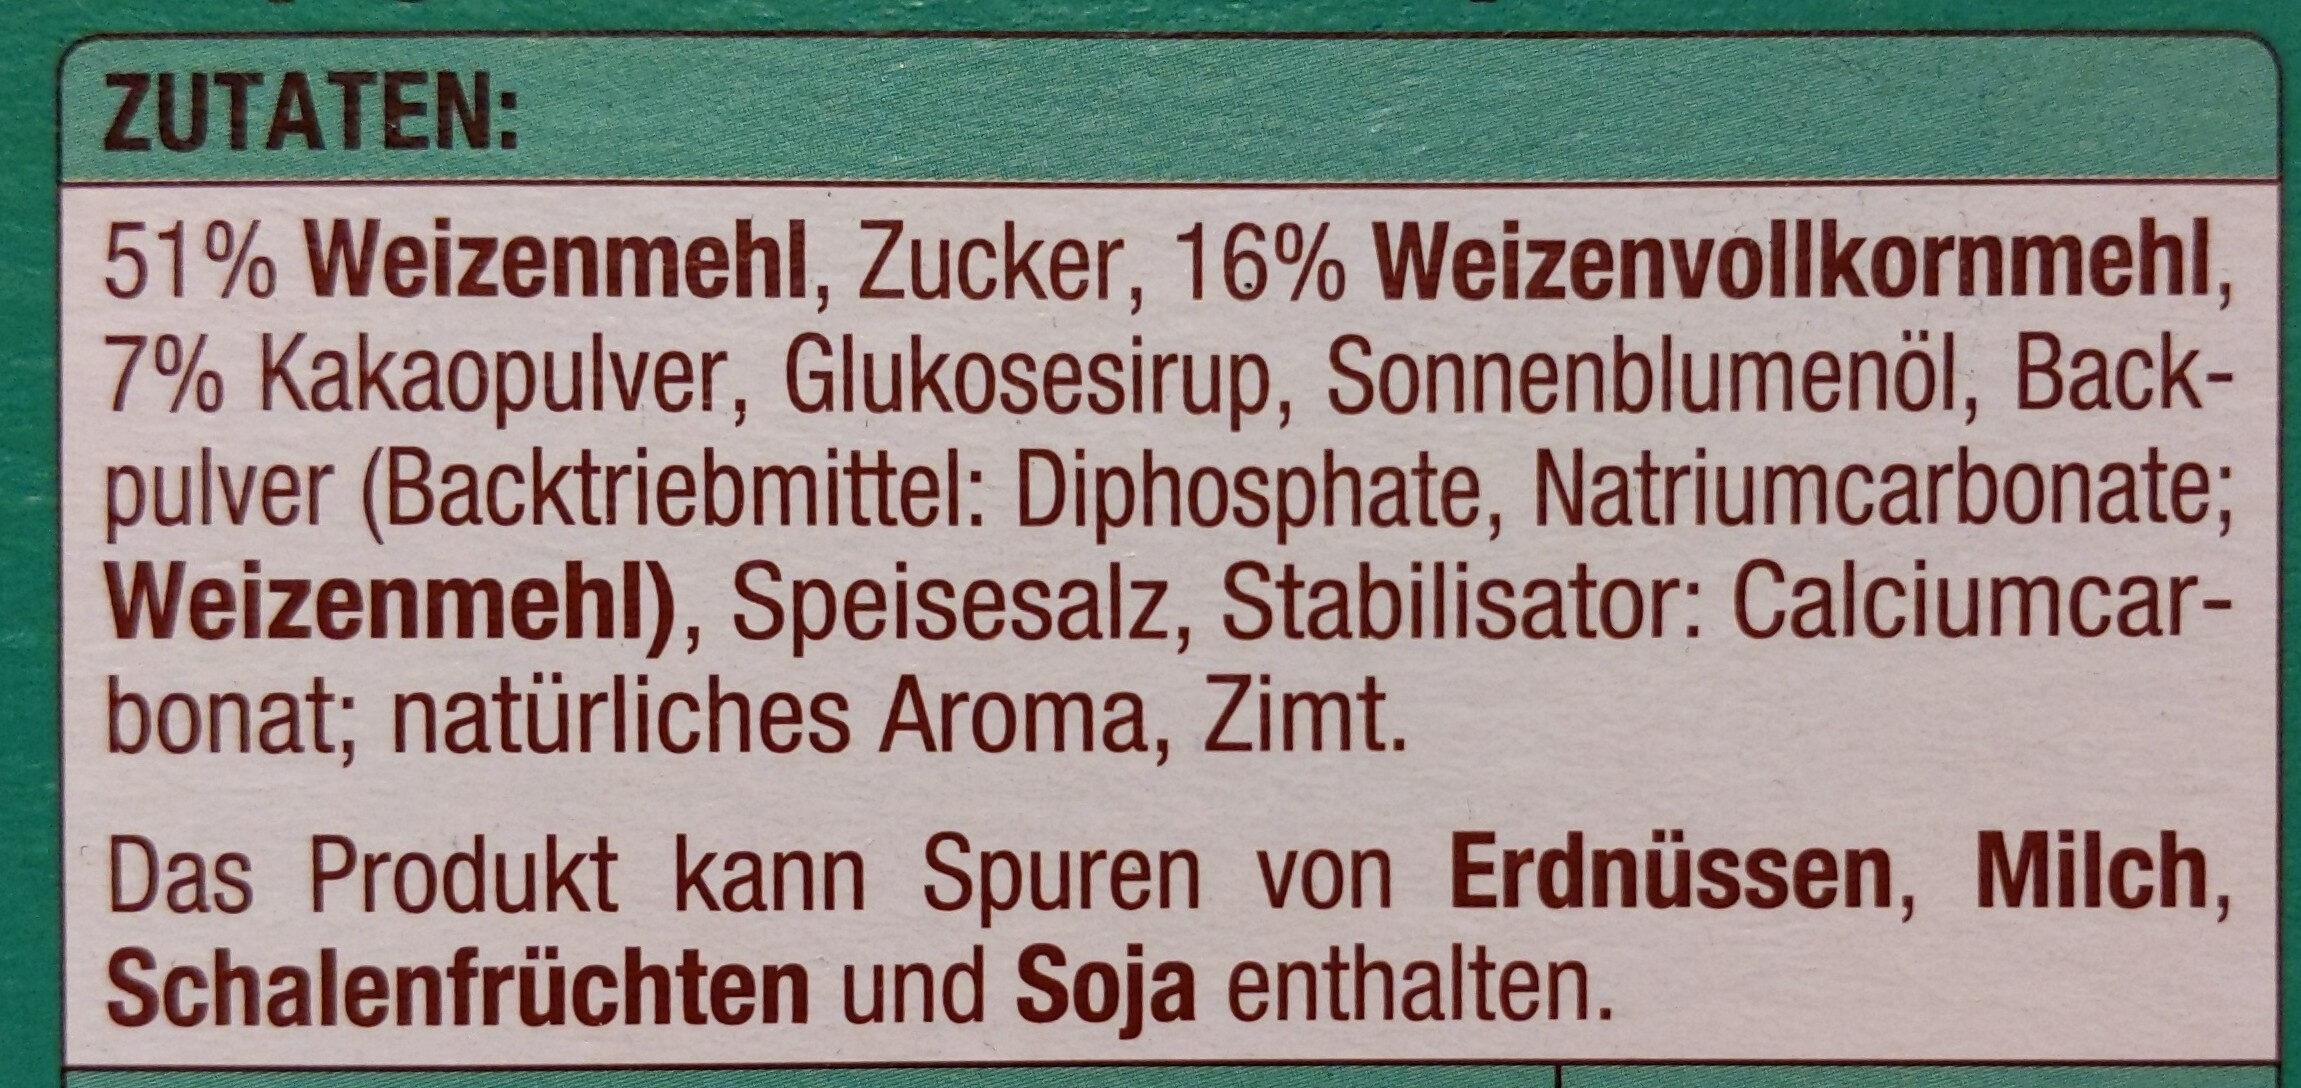 ZUTATEN:
51% Weizenmehl, Zucker, 16% Weizenvollkornmehl,
7% Kakaopulver, Glukosesirup, Sonnenblumenöl, Back-
pulver (Backtriebmittel: Diphosphate, Natriumcarbonate;
Weizenmehl), Speisesalz, Stabilisator: Calciumcar-
bonat; natürliches Aroma, Zimt.
Das Produkt kann Spuren von Erdnüssen, Milch,
Schalenfrüchten und Soja enthalten.